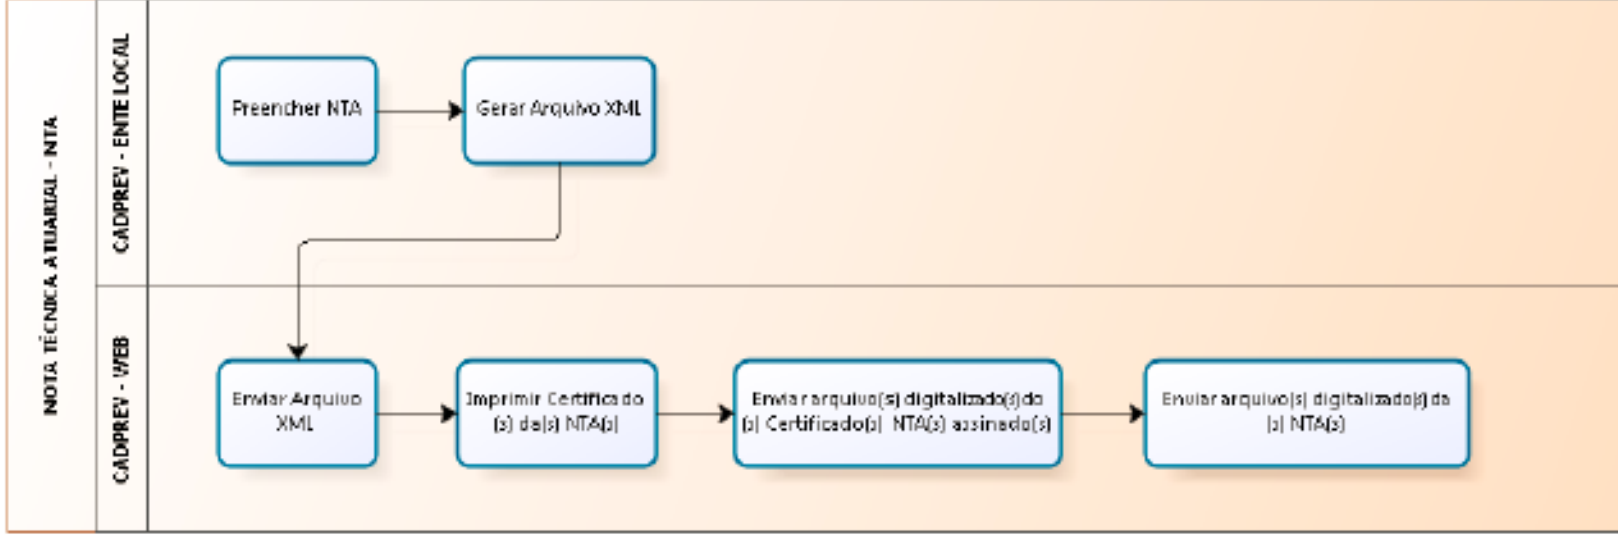 NOTA TÉCNICA ATUARIAL - NTA
CADPREV - ENTE LOCAL
Preencher NTA
Gerar Arquivo XML
CADPREV - WEB
Enviar Arquivo
XML
Imprimir Certificado
(s) da(s) NTA(s)
Enviar arquivo(s) digitalizado(s) do
(s) Certificado(s) NTA(s) assinado(s)
Enviar arquivo(s) digitalizado(s) da
(s) NTA(s)